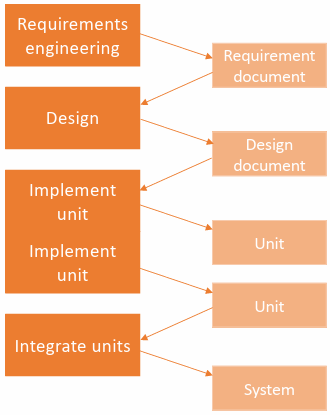 Requirements
engineering
Requirement
document
Design
Design
document
Implement
unit
Unit
Implement
unit
Unit
Integrate units
System